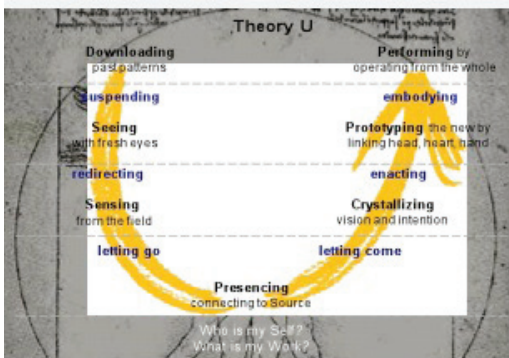 Theory U
Downloading
past patterns
Performing by
operating from the whole
suspending
embodying
Seeing
with fresh eyes
Prototyping the new by
linking head, heart, hand
redirecting
enacting
Sensing
from the field
Crystallizing
vision and intention
letting go
letting come
Presencing
connecting to Source
Who is my Self?
What is my Work?